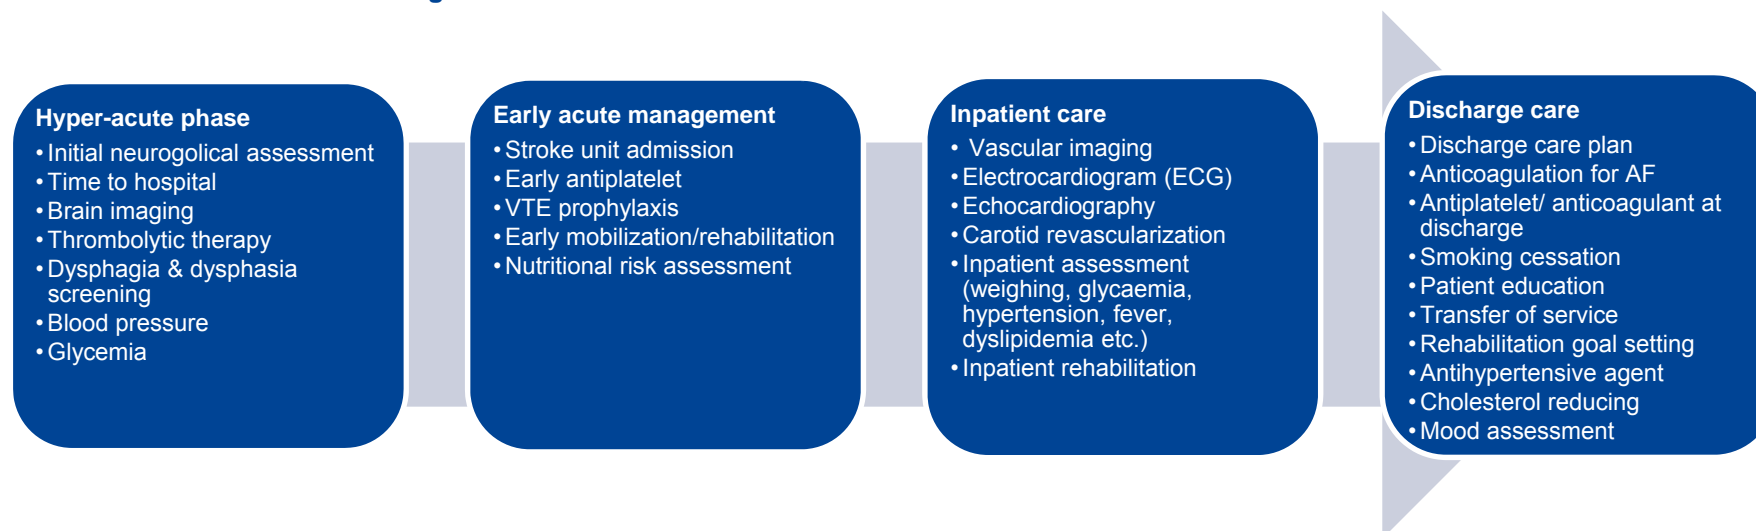 Hyper-acute phase
• Initial neurogolical assessment
• Time to hospital
• Brain imaging
• Thrombolytic therapy
• Dysphagia & dysphasia
screening
• Blood pressure
• Glycemia
Early acute management
• Stroke unit admission
• Early antiplatelet
• VTE prophylaxis
• Early mobilization/rehabilitation
• Nutritional risk assessment
Inpatient care
• Vascular imaging
• Electrocardiogram (ECG)
• Echocardiography
• Carotid revascularization
• Inpatient assessment
(weighing, glycaemia,
hypertension, fever,
dyslipidemia etc.)
• Inpatient rehabilitation
Discharge care
• Discharge care plan
• Anticoagulation for AF
• Antiplatelet/ anticoagulant at
discharge
• Smoking cessation
• Patient education
• Transfer of service
• Rehabilitation goal setting
• Antihypertensive agent
• Cholesterol reducing
• Mood assessment